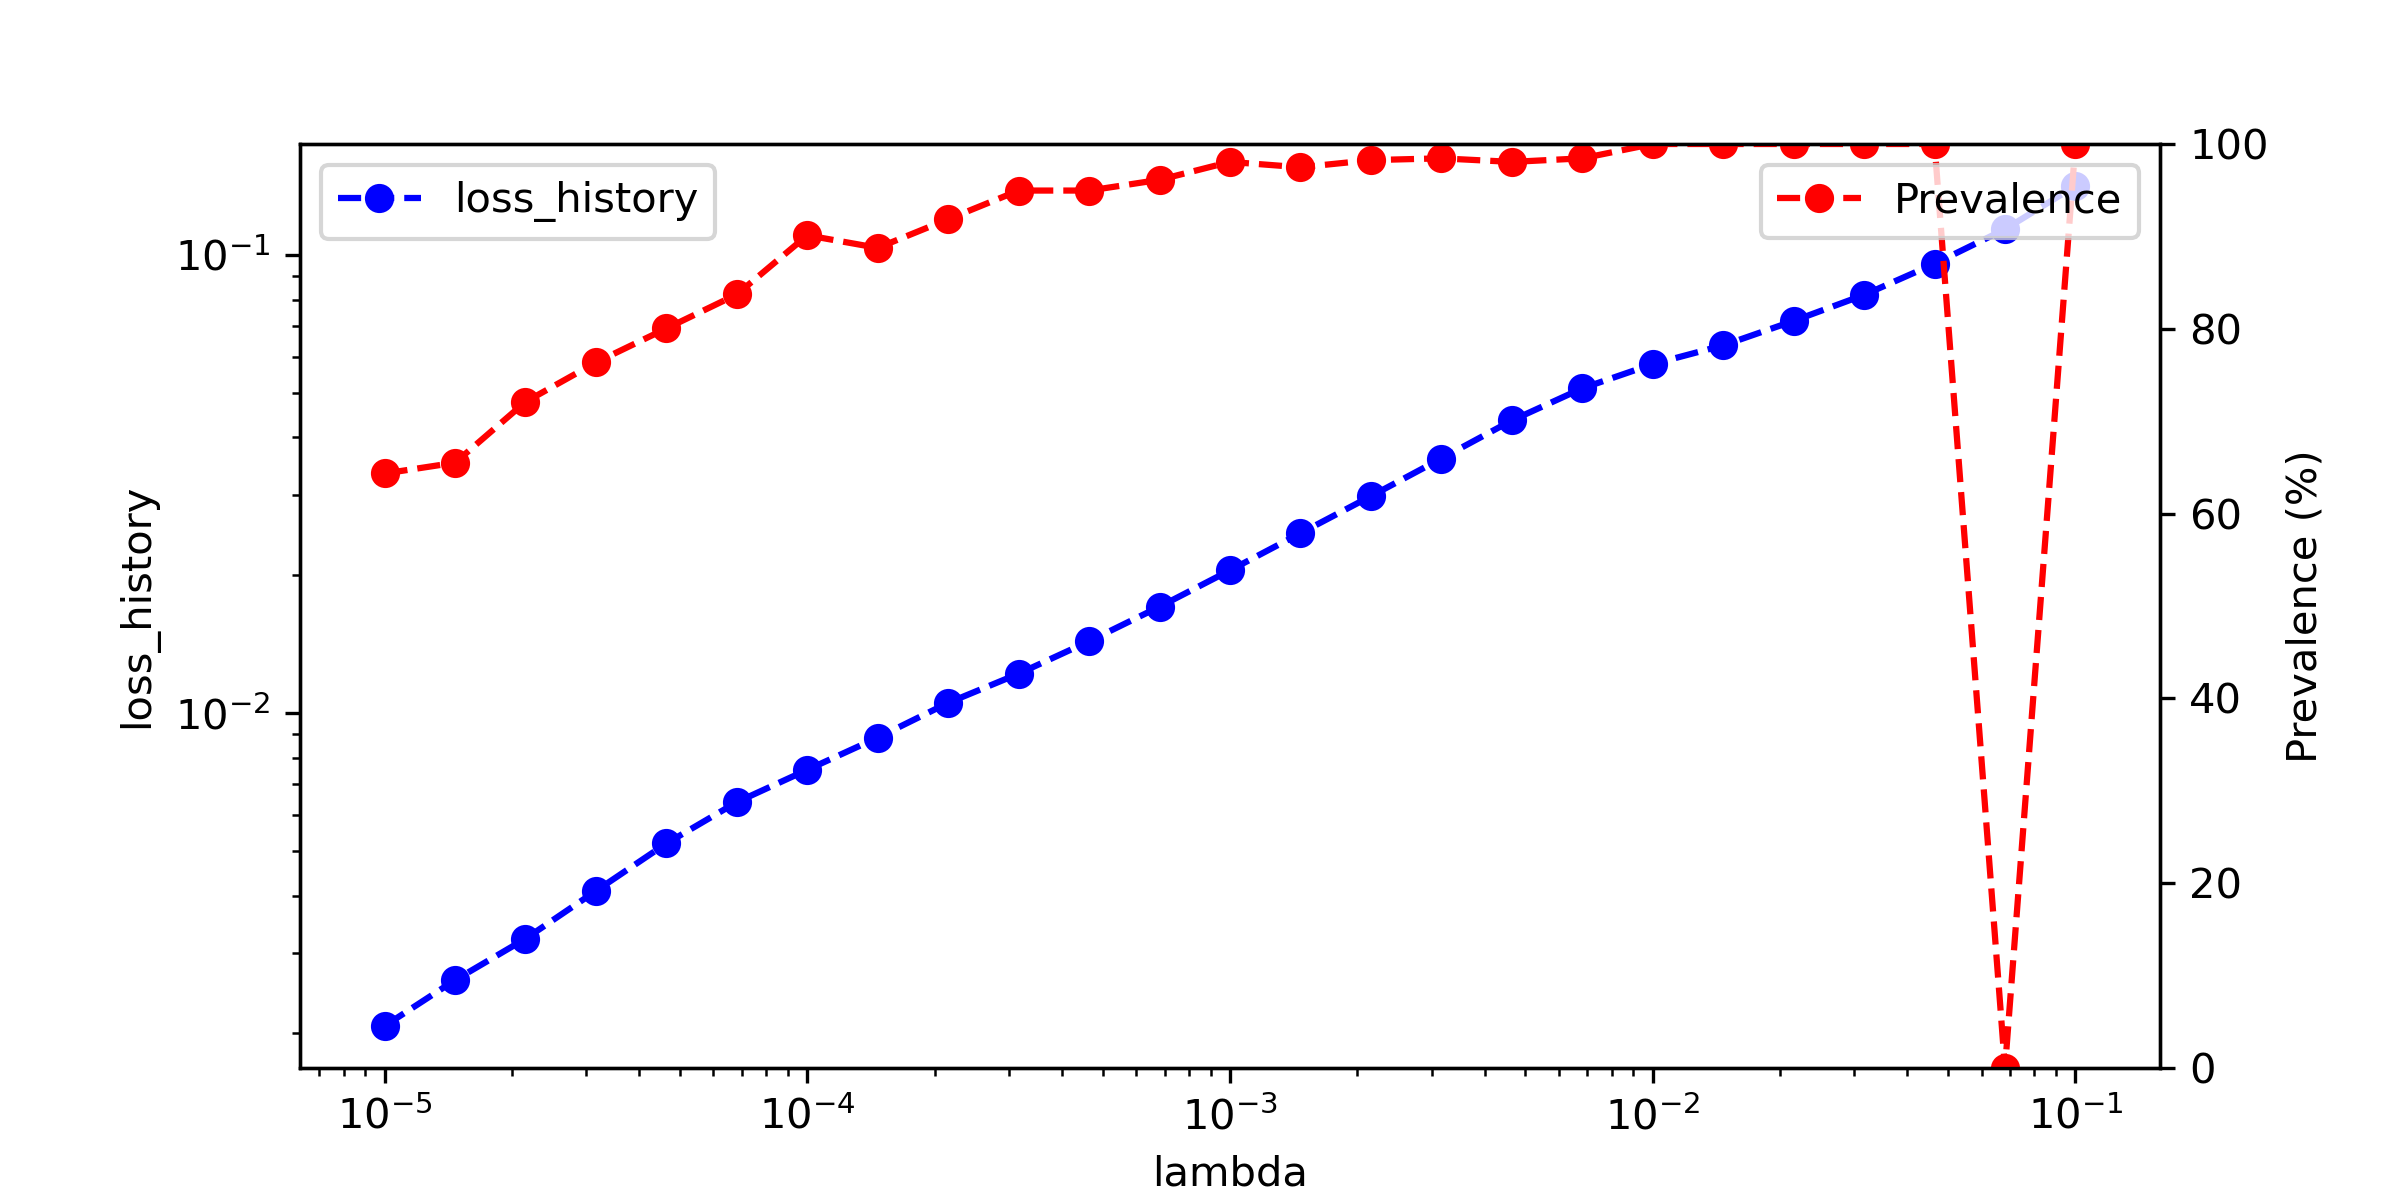 loss_history
Prevalence
10⁻¹
10⁻²
loss_history
100
80
60
40
20
0
Prevalence (%)
10⁻⁵
10⁻⁴
10⁻³
10⁻²
10⁻¹
lambda